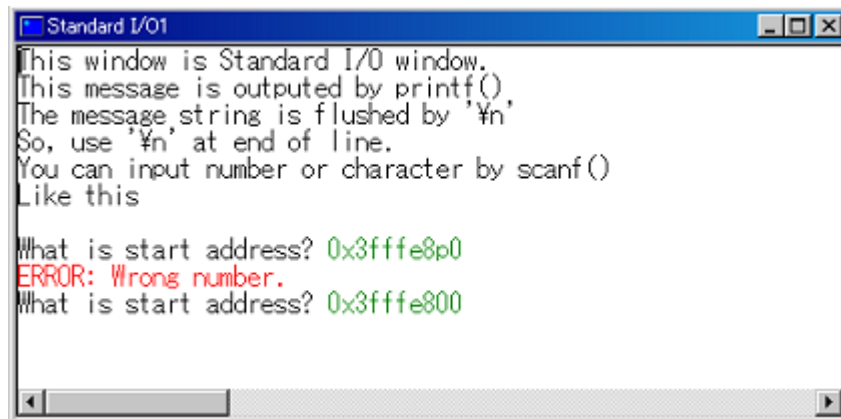 Standard I/O1
This window is Standard I/O window.
This message is outputed by printf()
The message string is flushed by '¥n'
So, use '¥n' at end of line.
You can input number or character by scanf()
Like this
What is start address? 0x3fffe8p0
ERROR: Wrong number.
What is start address? 0x3fffe800